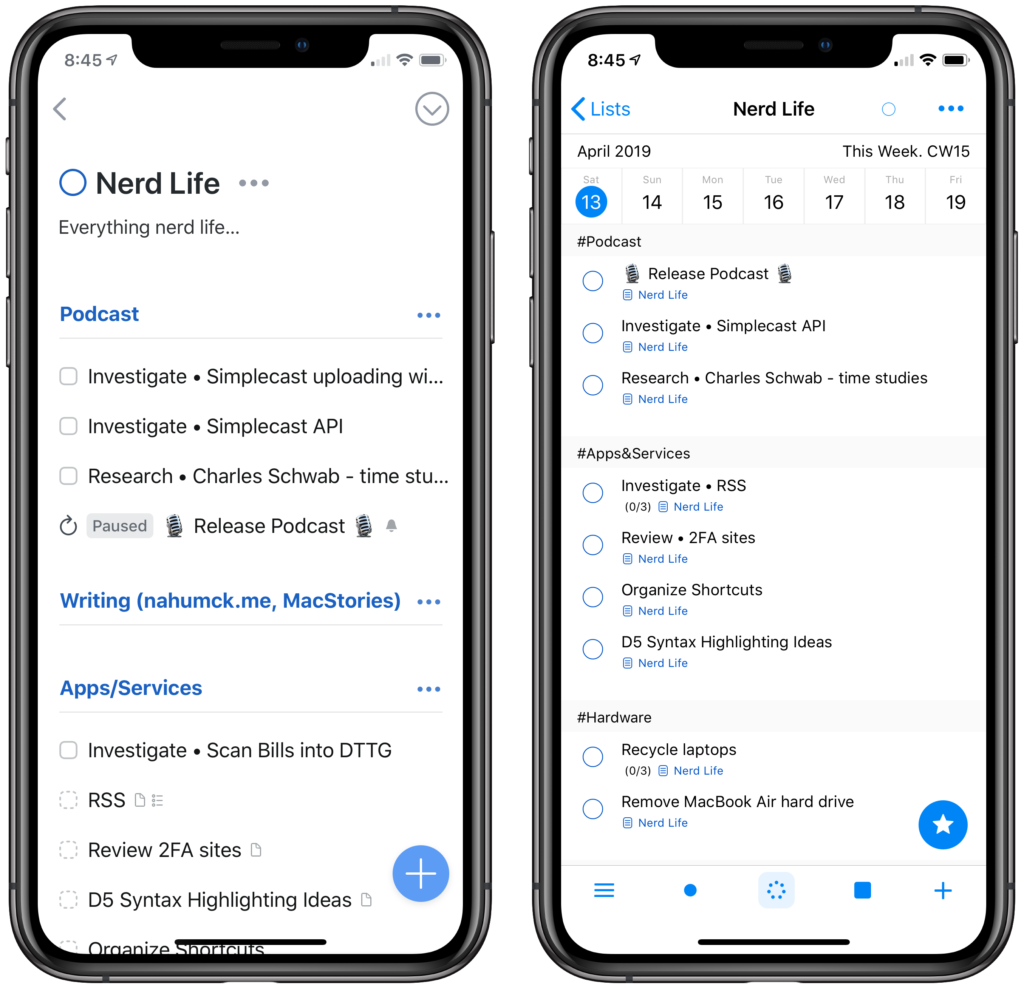 8:45
Nerd Life
Everything nerd life...
Podcast
Investigate • Simplecast uploading wi...
Investigate • Simplecast API
Research • Charles Schwab - time stu...
Paused 🎙 Release Podcast 🎙
Writing (nahumck.me, MacStories)
Apps/Services
Investigate • Scan Bills into DTTG
RSS
Review 2FA sites
D5 Syntax Highlighting Ideas
Organize Shortcuts
8:45
Lists Nerd Life
April 2019 This Week. CW15
Sat Sun Mon Tue Wed Thu Fri
13 14 15 16 17 18 19
#Podcast
🎙 Release Podcast 🎙
Nerd Life
Investigate • Simplecast API
Nerd Life
Research • Charles Schwab - time studies
Nerd Life
#Apps&Services
Investigate • RSS
(0/3) Nerd Life
Review • 2FA sites
Nerd Life
Organize Shortcuts
Nerd Life
D5 Syntax Highlighting Ideas
Nerd Life
#Hardware
Recycle laptops
(0/3) Nerd Life
Remove MacBook Air hard drive
Nerd Life